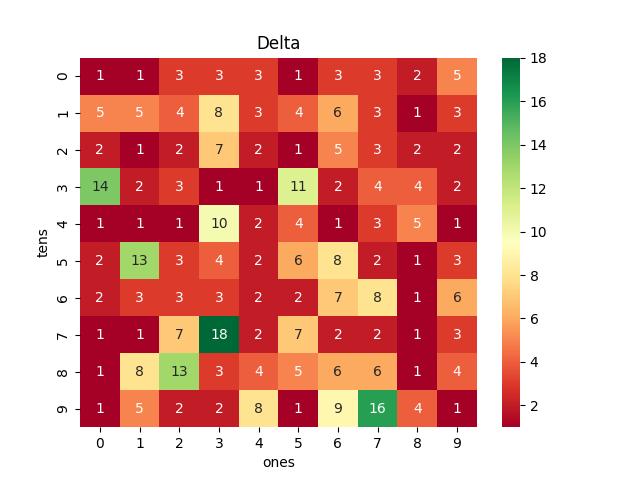 Delta
0 1 1 3 3 3 1 3 3 2 5
1 5 5 4 8 3 4 6 3 1 3
2 2 1 2 7 2 1 5 3 2 2
3 14 2 3 1 1 11 2 4 4 2
4 1 1 1 10 2 4 1 3 5 1
5 2 13 3 4 2 6 8 2 1 3
6 2 3 3 3 2 2 7 8 1 6
7 1 1 7 18 2 7 2 2 1 3
8 1 8 13 3 4 5 6 6 1 4
9 1 5 2 2 8 1 9 16 4 1
0 1 2 3 4 5 6 7 8 9
ones
tens
18
16
14
12
10
8
6
4
2